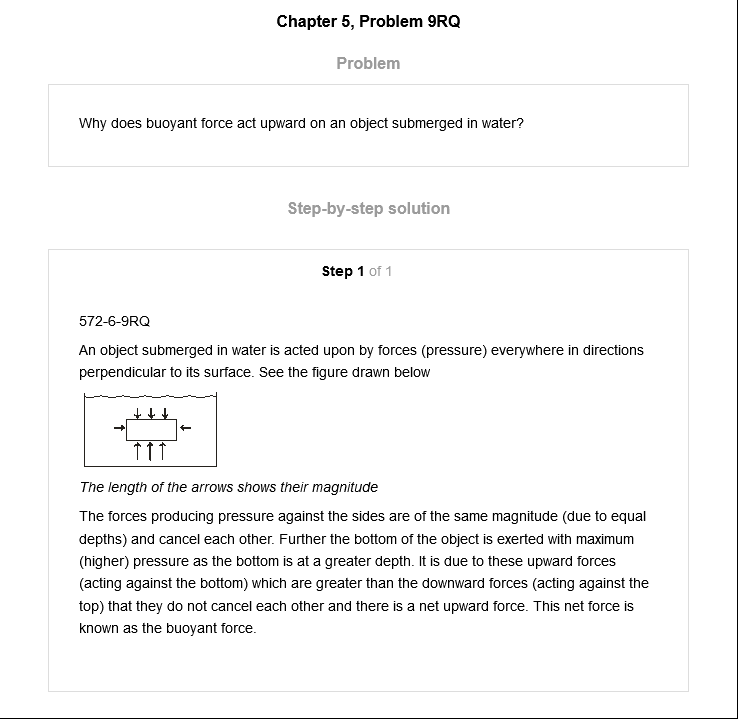 Chapter 5, Problem 9RQ
Problem
Why does buoyant force act upward on an object submerged in water?
Step-by-step solution
Step 1 of 1
572-6-9RQ
An object submerged in water is acted upon by forces (pressure) everywhere in directions
perpendicular to its surface. See the figure drawn below
The length of the arrows shows their magnitude
The forces producing pressure against the sides are of the same magnitude (due to equal
depths) and cancel each other. Further the bottom of the object is exerted with maximum
(higher) pressure as the bottom is at a greater depth. It is due to these upward forces
(acting against the bottom) which are greater than the downward forces (acting against the
top) that they do not cancel each other and there is a net upward force. This net force is
known as the buoyant force.